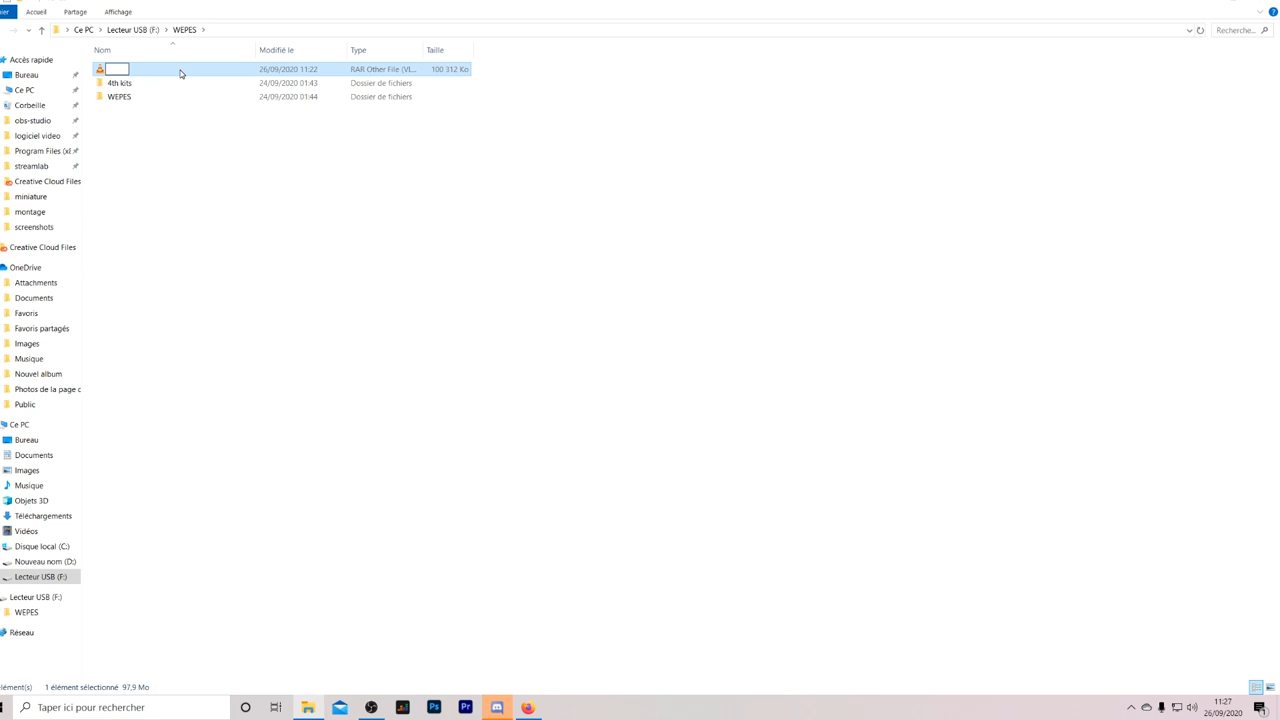 hier Accueil Partage Affichage
Ce PC Lecteur USB (F:) WEPES Recherche...
Nom Modifié le Type Taille
26/09/2020 11:22 RAR Other File (VL... 100 312 Ko
4th kits 24/09/2020 01:43 Dossier de fichiers
WEPES 24/09/2020 01:44 Dossier de fichiers
Accès rapide
Bureau
Ce PC
Corbeille
obs-studio
logiciel video
Program Files (x8
streamlab
Creative Cloud Files
miniature
montage
screenshots
Creative Cloud Files
OneDrive
Attachments
Documents
Favoris
Favoris partagés
Images
Musique
Nouvel album
Photos de la page c
Public
Ce PC
Bureau
Documents
Images
Musique
Objets 3D
Téléchargements
Vidéos
Disque local (C:)
Nouveau nom (D:)
Lecteur USB (F:)
Lecteur USB (F:)
WEPES
Réseau
élément(s) 1 élément sélectionné 97,9 Mo
Taper ici pour rechercher
Ps Pr
11:27
26/09/2020
1